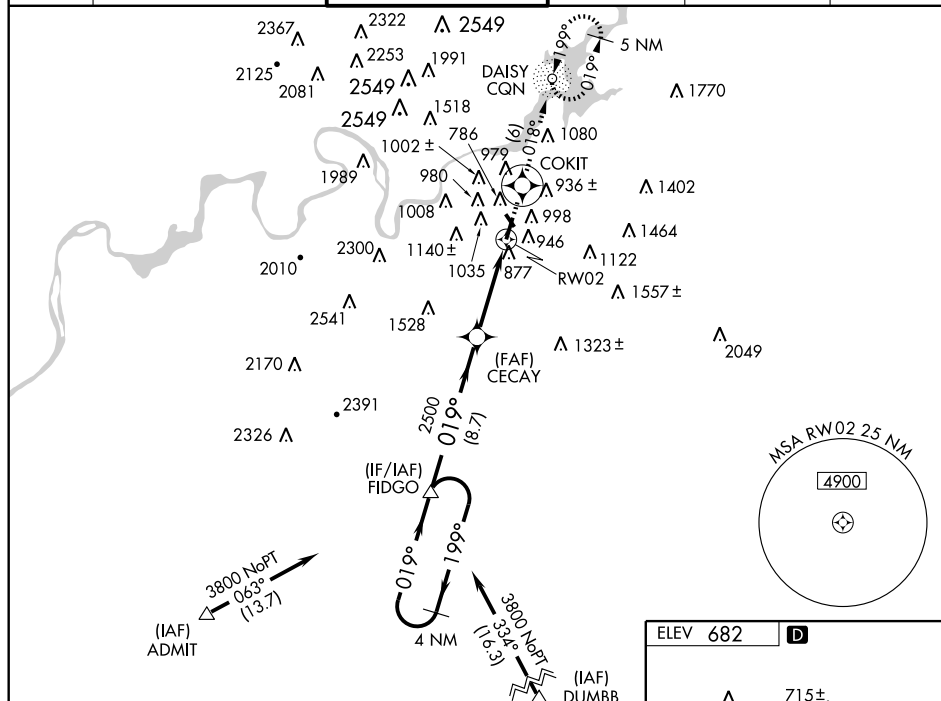 2367
2322
2549
2125
2253
1991
2081
2549
DAISY
CQN
199°
5 NM
019°
1770
2549
1518
(6)
018°
1080
1002 ±
786
979
COKIT
1989
980
936 ±
1402
1008
998
1464
1140 ±
1035
946
877
1122
RW02
2010
2300
2541
1528
1557 ±
(FAF)
CECAY
1323 ±
2049
2170
2391
2500
019°
(8.7)
2326
(IF/IAF)
FIDGO
MSA RW02 25 NM
4900
019°
199°
3800 NoPT
063°
(13.7)
(IAF)
ADMIT
4 NM
3800 NoPT
334°
(16.3)
(IAF)
DUMBB
ELEV 682
D
715 ±